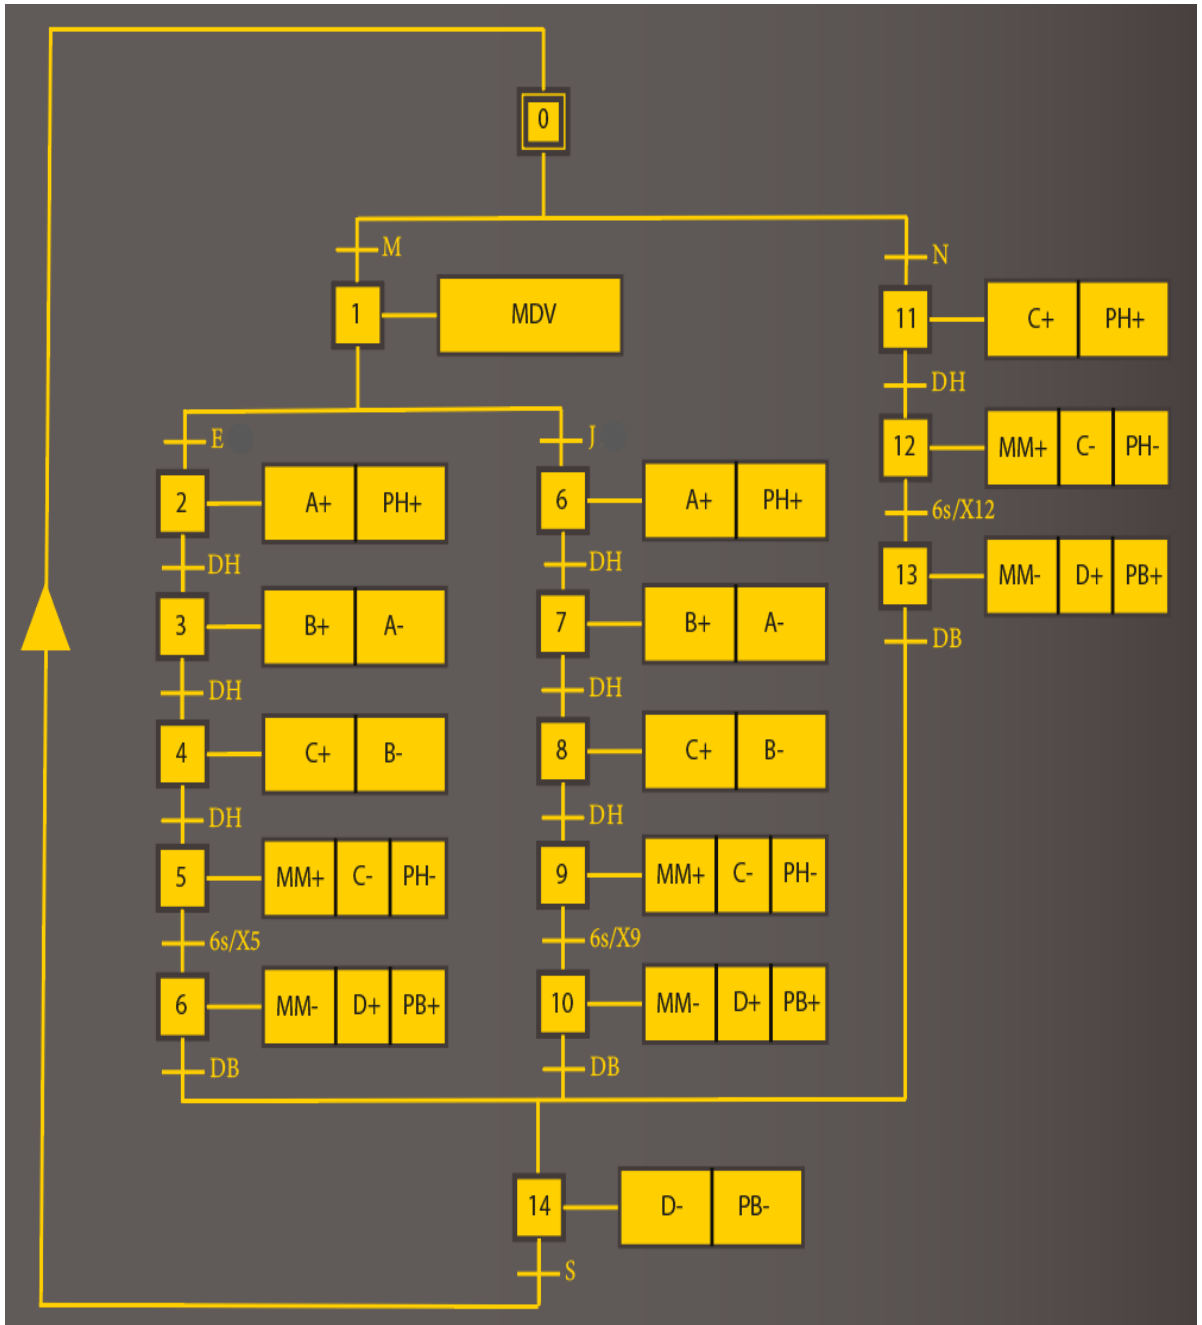 0
M
N
1 MDV
11 C+ PH+
DH
E
J
12 MM+ C- PH-
2 A+ PH+
6 A+ PH+
6s/X12
DH
DH
13 MM- D+ PB+
3 B+ A-
7 B+ A-
DB
DH
DH
4 C+ B-
8 C+ B-
DH
DH
5 MM+ C- PH-
9 MM+ C- PH-
6s/X5
6s/X9
6 MM- D+ PB+
10 MM- D+ PB+
DB
DB
14 D- PB-
S